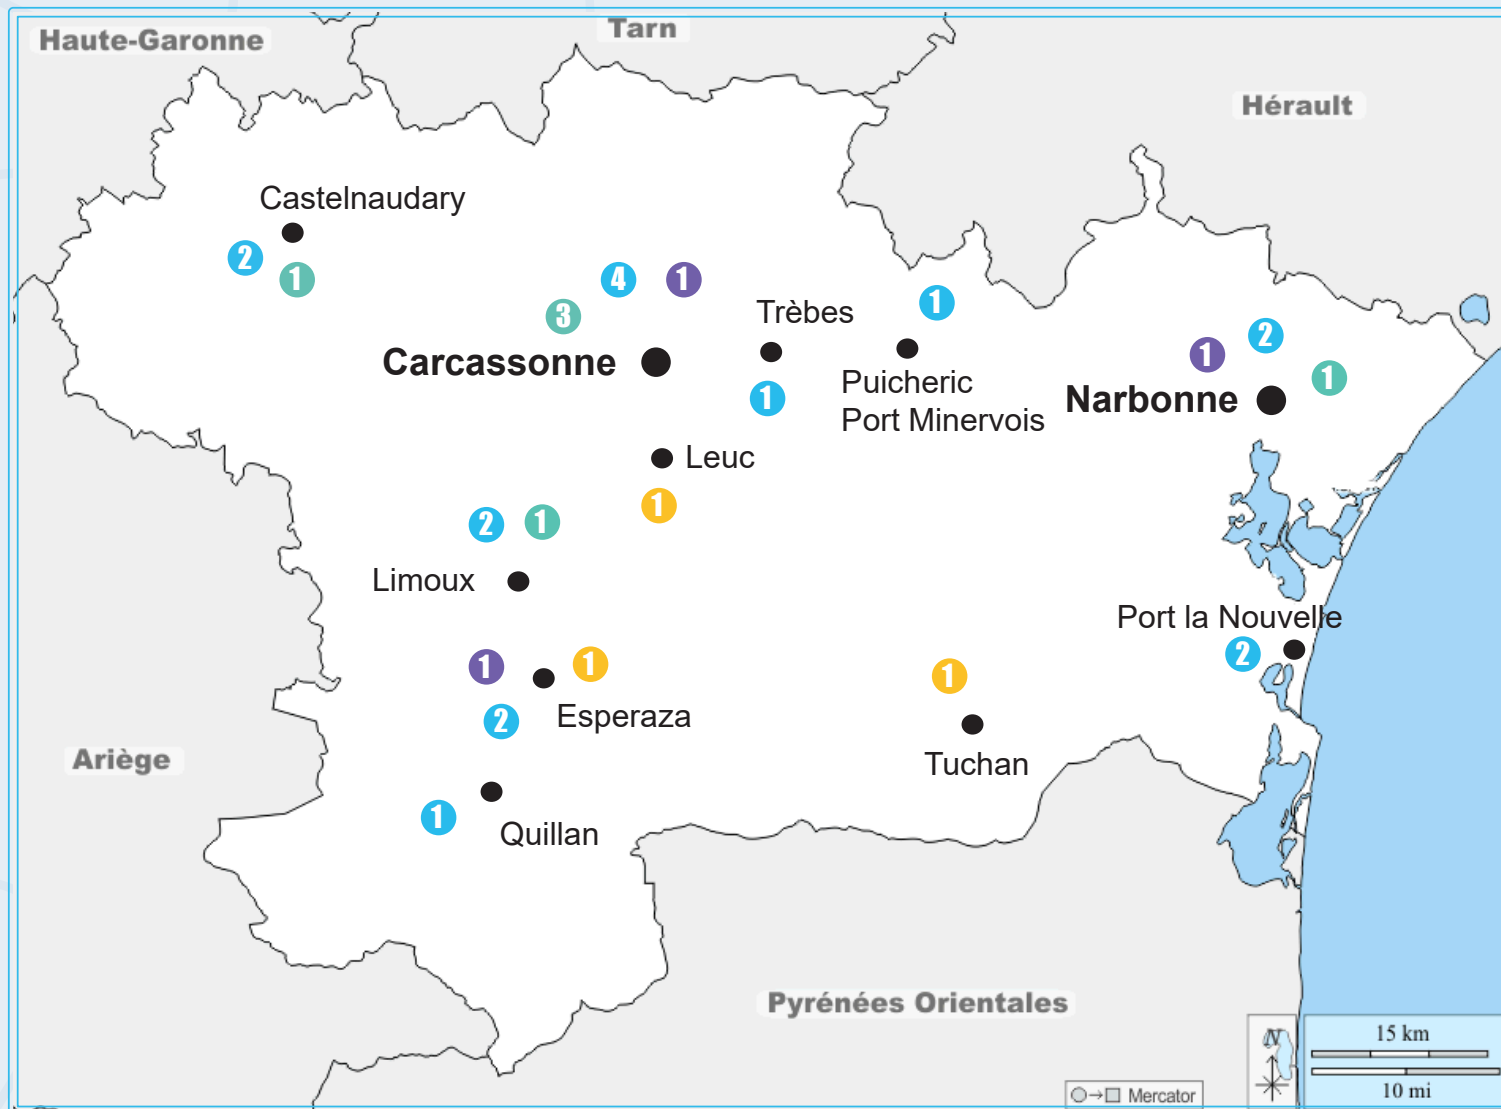 Haute-Garonne
Tarn
Hérault
Castelnaudary
2
1
4
1
3
Carcassonne
Trèbes
1
1
Puicheric
Port Minervois
2
1
1
Narbonne
Leuc
1
2
1
Limoux
Port la Nouvelle
2
1
1
2
Esperaza
1
Tuchan
Ariège
1
Quillan
Pyrénées Orientales
N
15 km
10 mi
Mercator